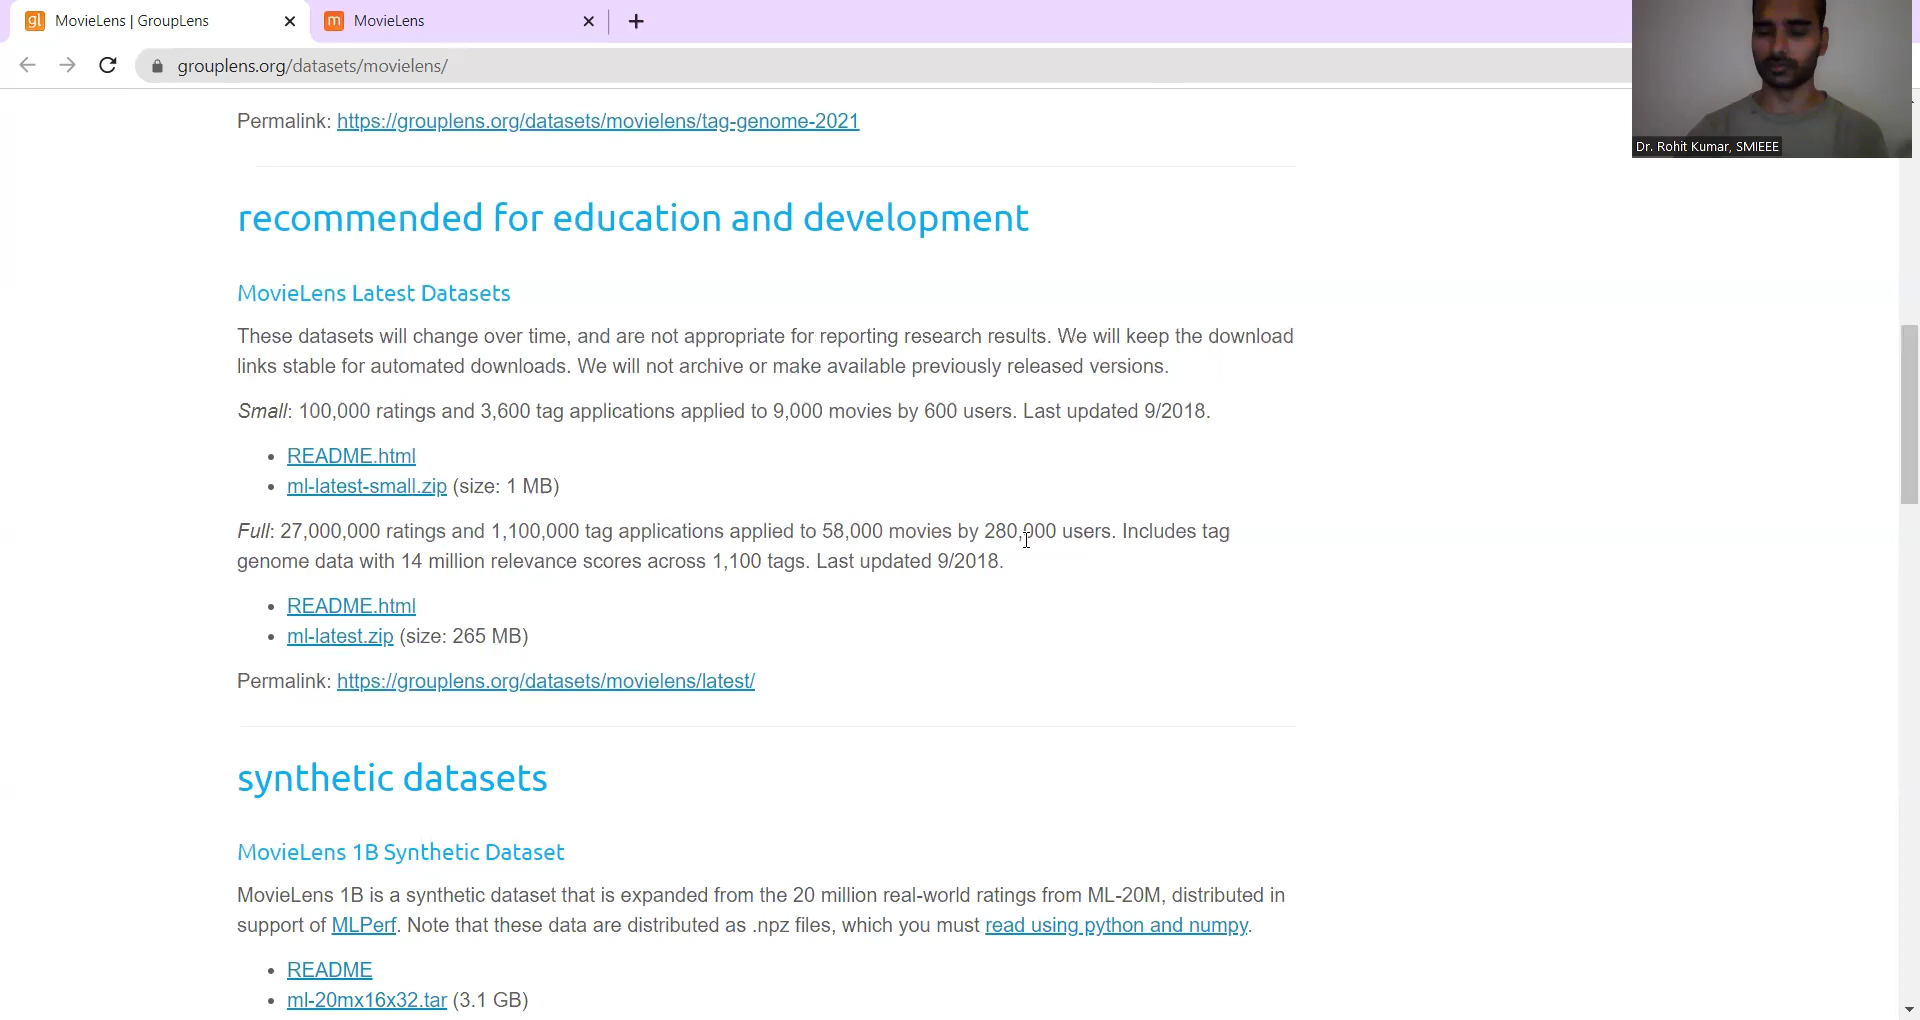 gl MovieLens | GroupLens
m MovieLens
grouplens.org/datasets/movielens/
Dr. Rohit Kumar, SMIEEE
Permalink: https://grouplens.org/datasets/movielens/tag-genome-2021
recommended for education and development
MovieLens Latest Datasets
These datasets will change over time, and are not appropriate for reporting research results. We will keep the download
links stable for automated downloads. We will not archive or make available previously released versions.
Small: 100,000 ratings and 3,600 tag applications applied to 9,000 movies by 600 users. Last updated 9/2018.
• README.html
• ml-latest-small.zip (size: 1 MB)
Full: 27,000,000 ratings and 1,100,000 tag applications applied to 58,000 movies by 280,000 users. Includes tag
genome data with 14 million relevance scores across 1,100 tags. Last updated 9/2018.
• README.html
• ml-latest.zip (size: 265 MB)
Permalink: https://grouplens.org/datasets/movielens/latest/
synthetic datasets
MovieLens 1B Synthetic Dataset
MovieLens 1B is a synthetic dataset that is expanded from the 20 million real-world ratings from ML-20M, distributed in
support of MLPerf. Note that these data are distributed as .npz files, which you must read using python and numpy.
• README
• ml-20mx16x32.tar (3.1 GB)